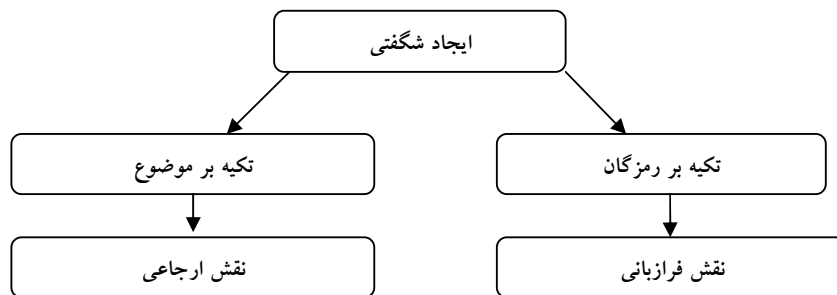 ایجاد شگفتی
تکیه بر رمزگان
تکیه بر موضوع
نقش فرازبانی
نقش ارجاعی